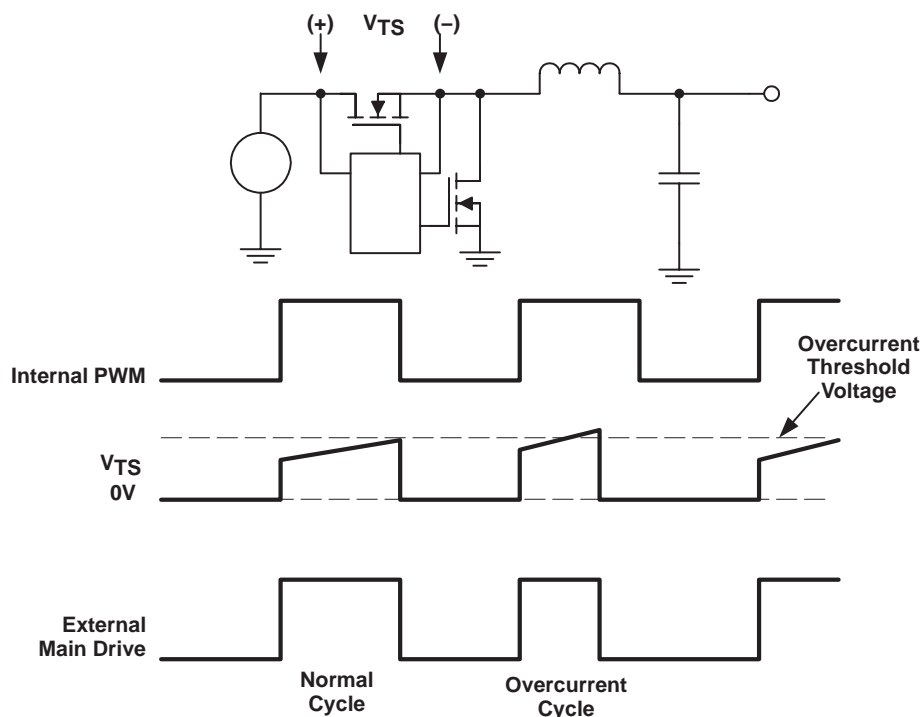 (+) VTS (–)
Internal PWM
Overcurrent
Threshold
Voltage
VTS
0V
External
Main Drive
Normal
Cycle
Overcurrent
Cycle